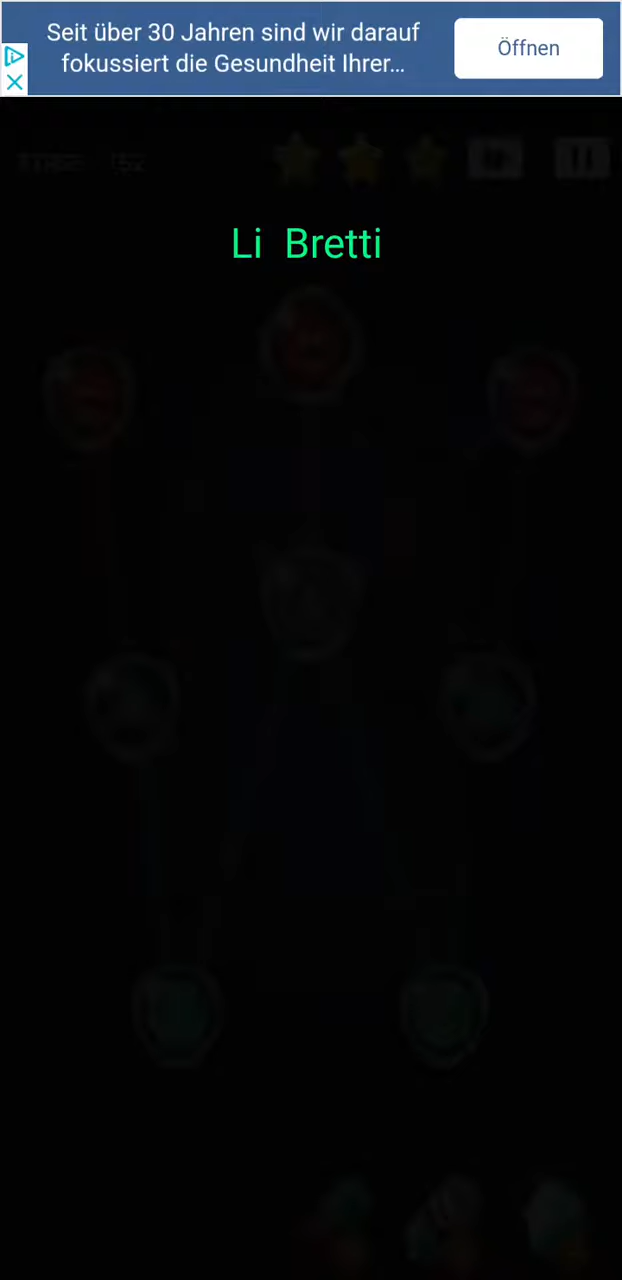 Seit über 30 Jahren sind wir darauf
fokussiert die Gesundheit Ihrer...
Öffnen
Li Bretti